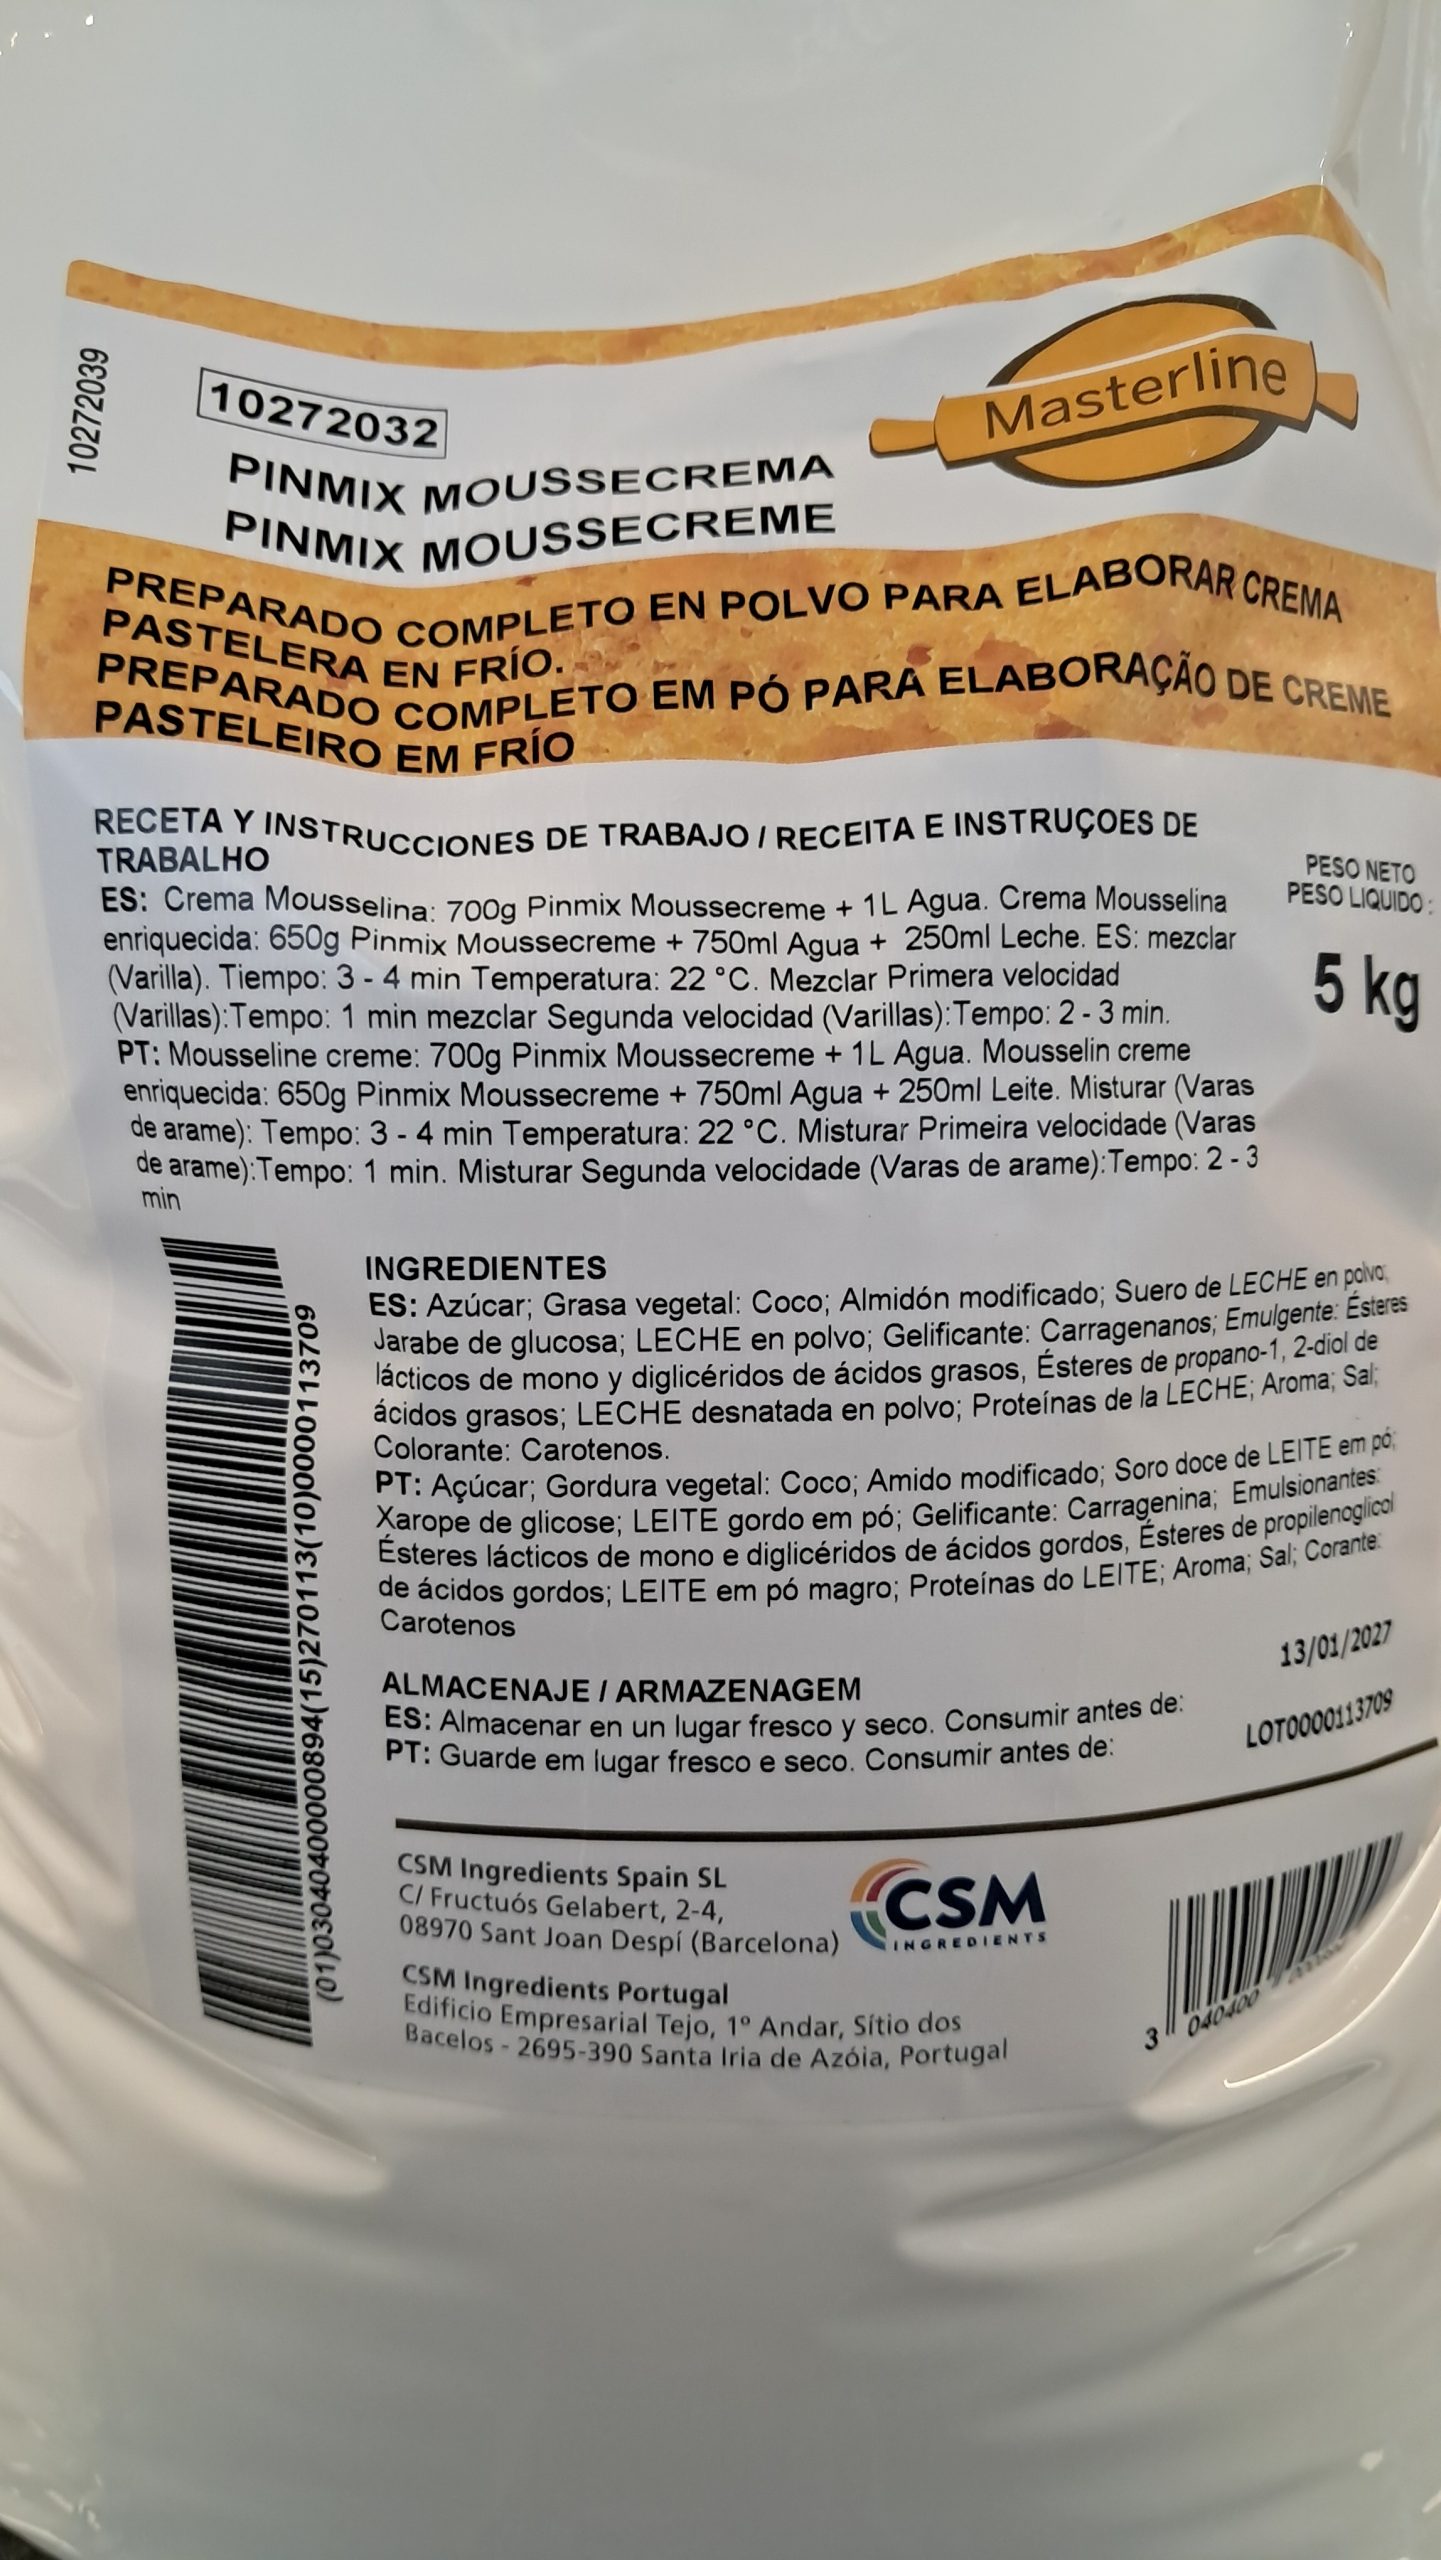 Masterline
10272039
10272032
PINMIX MOUSSECREMA
PINMIX MOUSSECREME
PREPARADO COMPLETO EN POLVO PARA ELABORAR CREMA
PASTELERA EN FRÍO.
PREPARADO COMPLETO EM PÓ PARA ELABORAÇÃO DE CREME
PASTELEIRO EM FRÍO
RECETA Y INSTRUCCIONES DE TRABAJO / RECEITA E INSTRUÇOES DE
TRABALHO
ES: Crema Mousselina: 700g Pinmix Moussecreme + 1L Agua. Crema Mousselina
enriquecida: 650g Pinmix Moussecreme + 750ml Agua + 250ml Leche. ES: mezclar
(Varilla). Tiempo: 3 - 4 min Temperatura: 22 °C. Mezclar Primera velocidad
(Varillas):Tempo: 1 min mezclar Segunda velocidad (Varillas):Tempo: 2 - 3 min.
PT: Mousseline creme: 700g Pinmix Moussecreme + 1L Agua. Mousselin creme
enriquecida: 650g Pinmix Moussecreme + 750ml Agua + 250ml Leite. Misturar (Varas
de arame): Tempo: 3 - 4 min Temperatura: 22 °C. Misturar Primeira velocidade (Varas
de arame):Tempo: 1 min. Misturar Segunda velocidade (Varas de arame):Tempo: 2 - 3
min
PESO NETO
PESO LIQUIDO:
5 kg
INGREDIENTES
ES: Azúcar; Grasa vegetal: Coco; Almidón modificado; Suero de LECHE en polvo;
Jarabe de glucosa; LECHE en polvo; Gelificante: Carragenanos; Emulgente: Ésteres
lácticos de mono y diglicéridos de ácidos grasos, Ésteres de propano-1, 2-diol de
ácidos grasos; LECHE desnatada en polvo; Proteínas de la LECHE; Aroma; Sal;
Colorante: Carotenos.
PT: Açúcar; Gordura vegetal: Coco; Amido modificado; Soro doce de LEITE em pó;
Xarope de glicose; LEITE gordo em pó; Gelificante: Carragenina; Emulsionantes:
Ésteres lácticos de mono e diglicéridos de ácidos gordos, Ésteres de propilenoglicol
de ácidos gordos; LEITE em pó magro; Proteínas do LEITE; Aroma; Sal; Corante:
Carotenos
ALMACENAJE / ARMAZENAGEM
ES: Almacenar en un lugar fresco y seco. Consumir antes de:
PT: Guarde em lugar fresco e seco. Consumir antes de:
13/01/2027
LOT0000113709
(01)03040400000894(15)270113(10)0000113709
CSM Ingredients Spain SL
C/ Fructuós Gelabert, 2-4,
08970 Sant Joan Despí (Barcelona)
CSM Ingredients Portugal
Edificio Empresarial Tejo, 1º Andar, Sítio dos
Bacelos - 2695-390 Santa Iria de Azóia, Portugal
CSM
INGREDIENTS
3 040400